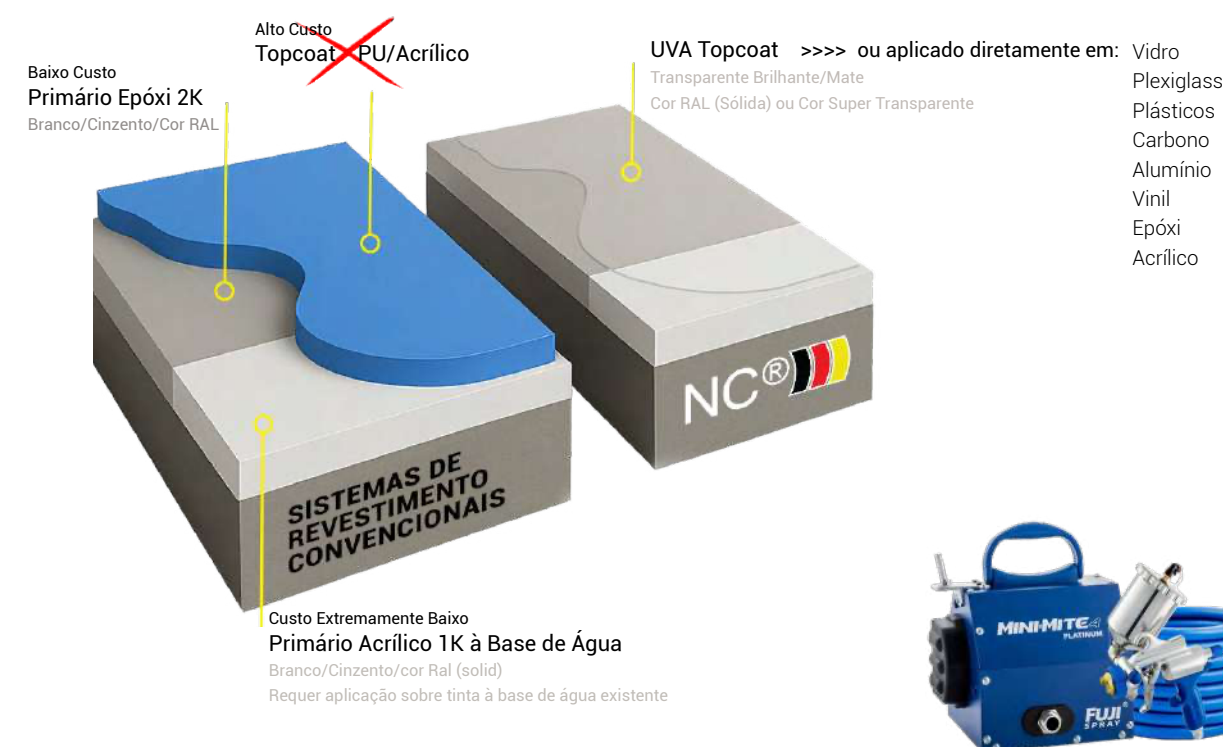 Alto Custo
Topcoat PU/Acrílico
Baixo Custo
Primário Epóxi 2K
Branco/Cinzento/Cor RAL
UVA Topcoat >>>> ou aplicado diretamente em:
Transparente Brilhante/Mate
Cor RAL (Sólida) ou Cor Super Transparente
Vidro
Plexiglass
Plásticos
Carbono
Alumínio
Vinil
Epóxi
Acrílico
NC®
SISTEMAS DE
REVESTIMENTO
CONVENCIONAIS
Custo Extremamente Baixo
Primário Acrílico 1K à Base de Água
Branco/Cinzento/cor Ral (solid)
Requer aplicação sobre tinta à base de água existente
MINI-MITE4
PLATINUM
FUJI
SPRAY